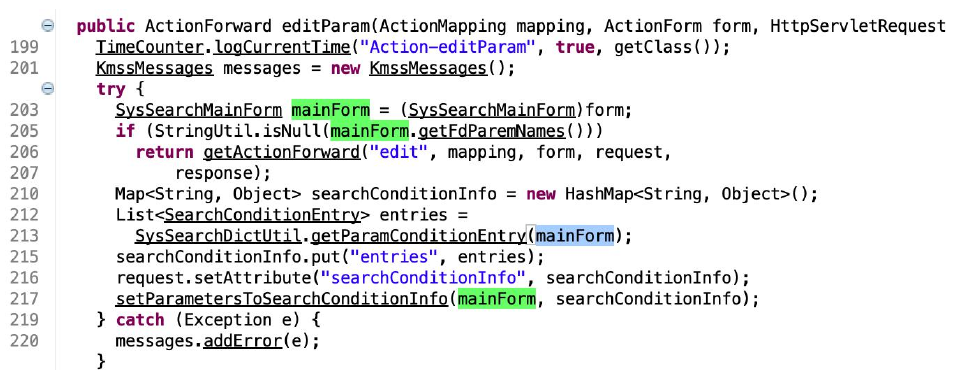 public ActionForward editParam(ActionMapping mapping, ActionForm form, HttpServletRequest
199 TimeCounter.logCurrentTime("Action-editParam", true, getClass());
201 KmssMessages messages = new KmssMessages();
try {
203 SysSearchMainForm mainForm = (SysSearchMainForm)form;
205 if (StringUtil.isNull(mainForm.getFdParemNames()))
206 return getActionForward("edit", mapping, form, request,
207 response);
210 Map<String, Object> searchConditionInfo = new HashMap<String, Object>();
212 List<SearchConditionEntry> entries =
213 SysSearchDictUtil.getParamConditionEntry(mainForm);
215 searchConditionInfo.put("entries", entries);
216 request.setAttribute("searchConditionInfo", searchConditionInfo);
217 setParametersToSearchConditionInfo(mainForm, searchConditionInfo);
219 } catch (Exception e) {
220 messages.addError(e);
}